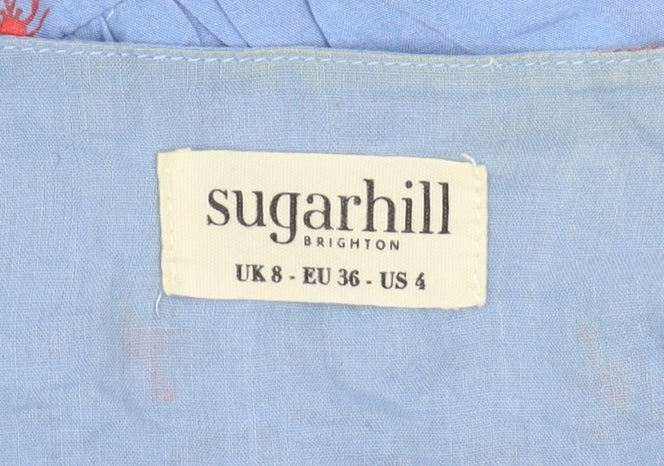 sugarhill
BRIGHTON
UK 8 - EU 36 - US 4